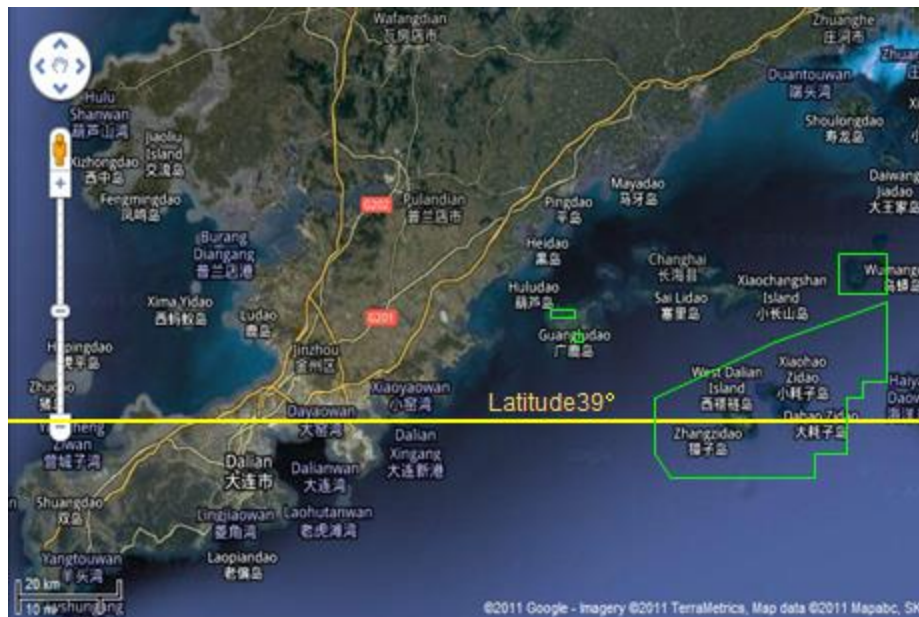 Wafangdian
瓦房店市
Zhuanghe
庄河市
Hulu
Shanwan
葫芦山湾
Duantouwan
端头湾
Jiaoliu
Island
交流岛
Shoulongdao
寿龙岛
Xizhongdao
西中岛
Fengmingdao
凤鸣岛
G202
Pulandian
普兰店市
Mayadao
马牙岛
Pingdao
平岛
Daiwang
Jiadao
大王家岛
Burang
Diangang
普兰店港
Heidao
黑岛
Changhai
长海县
Huludao
葫芦岛
Xiaochangshan
Island
小长山岛
Xima Yidao
西蚂蚁岛
Sai Lidao
塞里岛
Ludao
鹿岛
G201
Guangludao
广鹿岛
Jinzhou
金州区
West Dalian
Island
西褡裢岛
Xiaohao
Zidao
小耗子岛
Xiaoyaowan
小窑湾
Latitude39°
Dayaowan
大窑湾
Dahao Zidao
大耗子岛
Zhangzidao
獐子岛
Dalian
Xingang
大连新港
Dalian
大连市
Dalianwan
大连湾
Shuangdao
双岛
Lingjiaowan
菱角湾
Laohutanwan
老虎滩湾
Laopiandao
老偏岛
Yangtouwan
羊头湾
20 km
©2011 Google - Imagery ©2011 TerraMetrics, Map data ©2011 Mapabc, SK